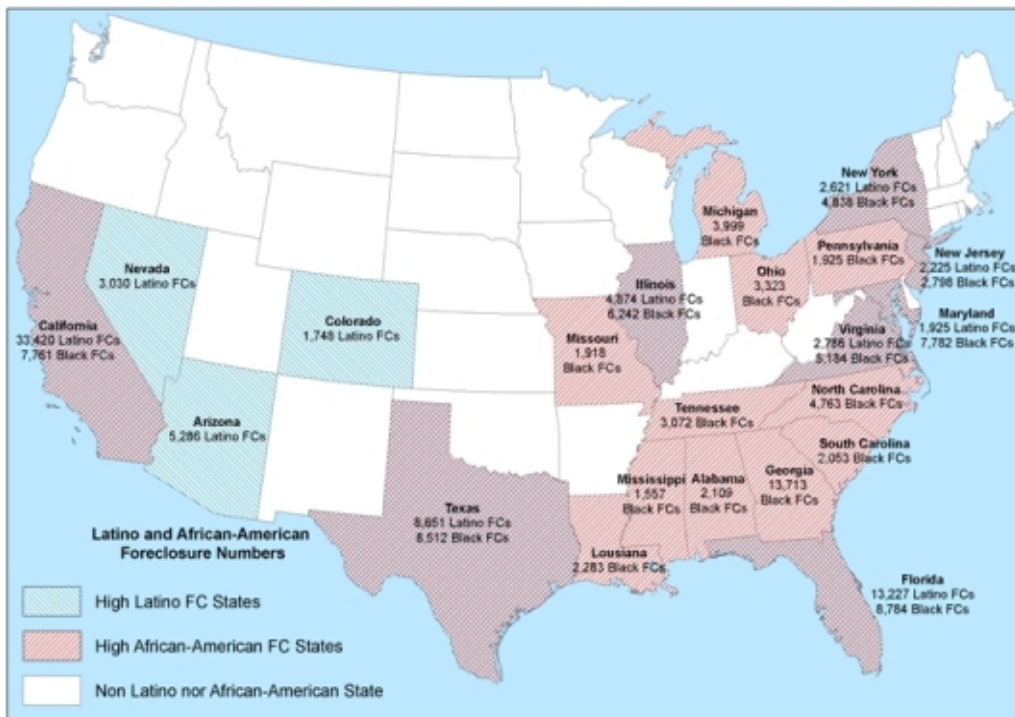 New York
2,621 Latino FCs
4,838 Black FCs
Michigan
3,999
Black FCs
Pennsylvania
1,925 Black FCs
New Jersey
2,225 Latino FCs
2,798 Black FCs
Nevada
3,030 Latino FCs
Ohio
3,323
Black FCs
Illinois
4,874 Latino FCs
6,242 Black FCs
Colorado
1,748 Latino FCs
Maryland
1,925 Latino FCs
7,782 Black FCs
California
33,420 Latino FCs
7,761 Black FCs
Virginia
2,786 Latino FCs
5,184 Black FCs
Missouri
1,918
Black FCs
North Carolina
4,763 Black FCs
Tennessee
3,072 Black FCs
Arizona
5,286 Latino FCs
South Carolina
2,053 Black FCs
Georgia
13,713
Black FCs
Mississippi
1,557
Black FCs
Alabama
2,109
Black FCs
Texas
8,651 Latino FCs
8,512 Black FCs
Lousiana
2,283 Black FCs
Florida
13,227 Latino FCs
8,784 Black FCs
Latino and African-American
Foreclosure Numbers
High Latino FC States
High African-American FC States
Non Latino nor African-American State